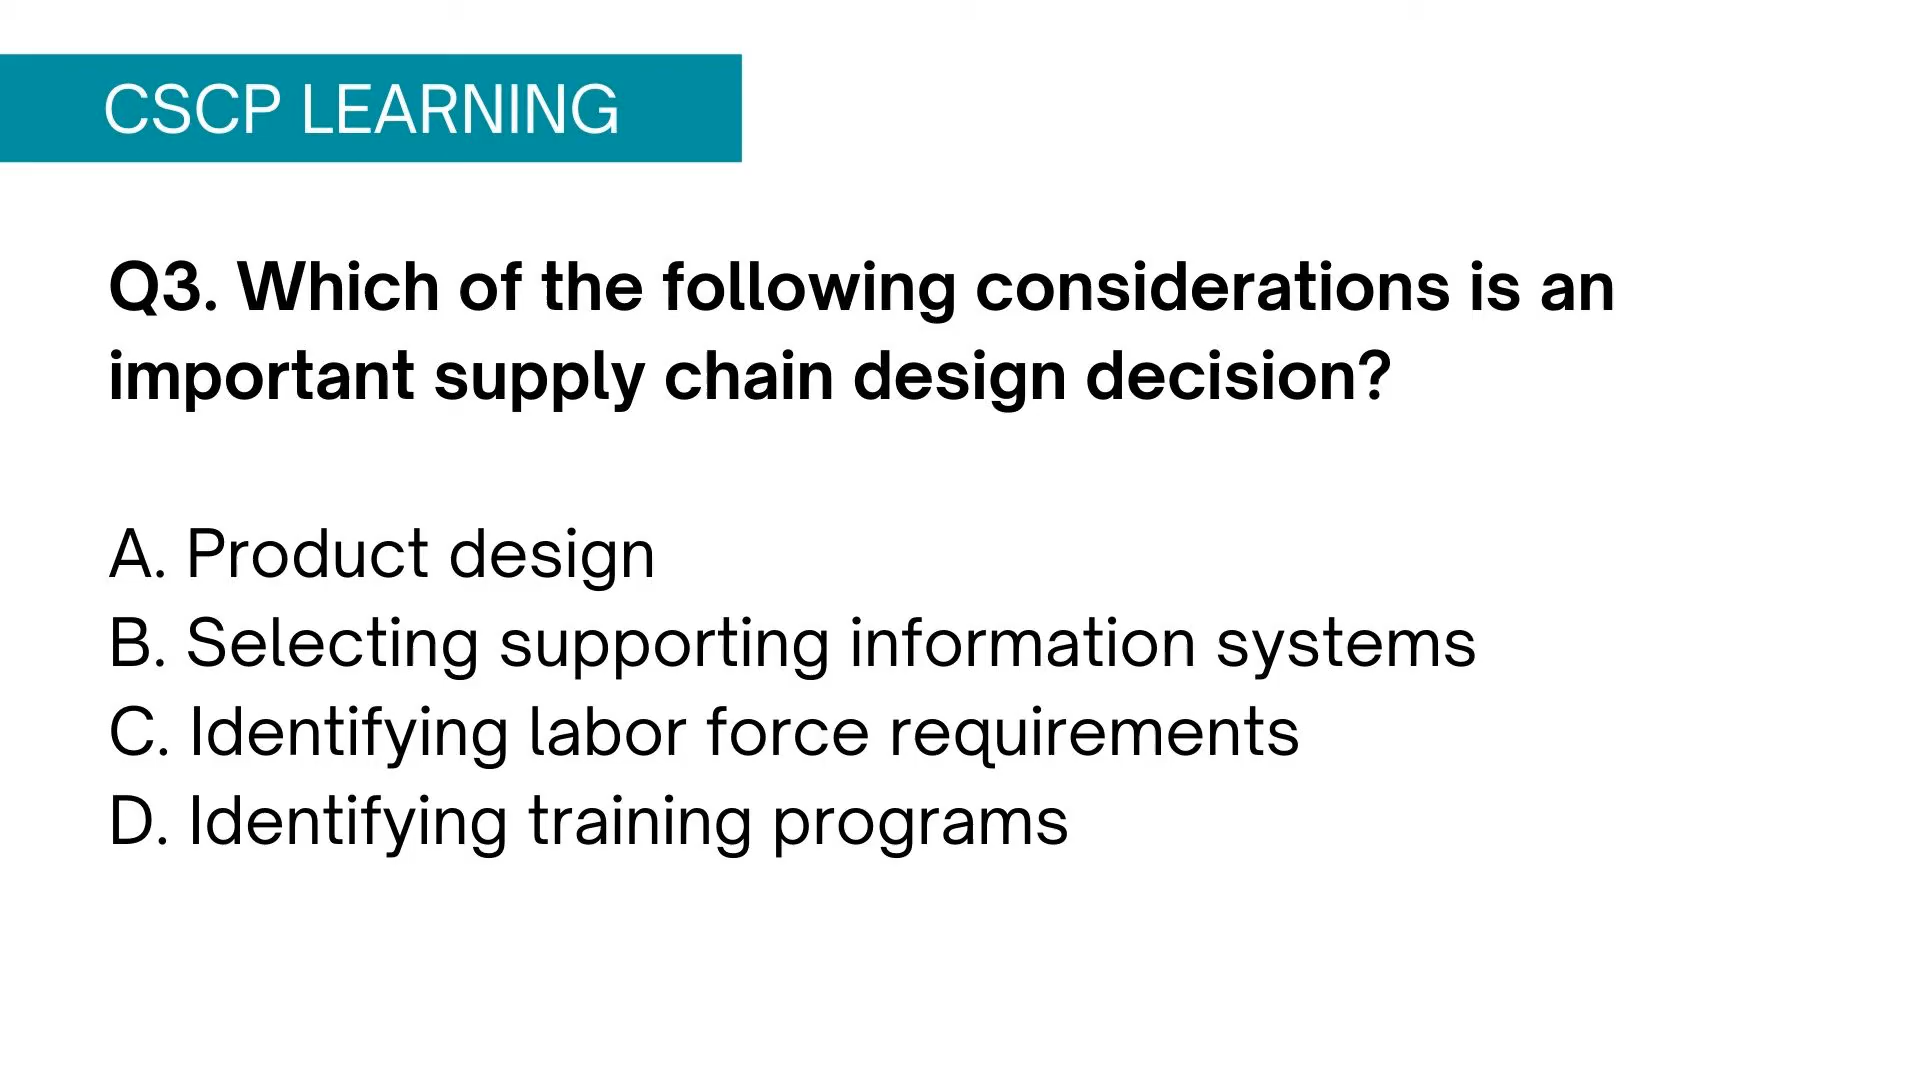 CSCP LEARNING
Q3. Which of the following considerations is an
important supply chain design decision?
A. Product design
B. Selecting supporting information systems
C. Identifying labor force requirements
D. Identifying training programs